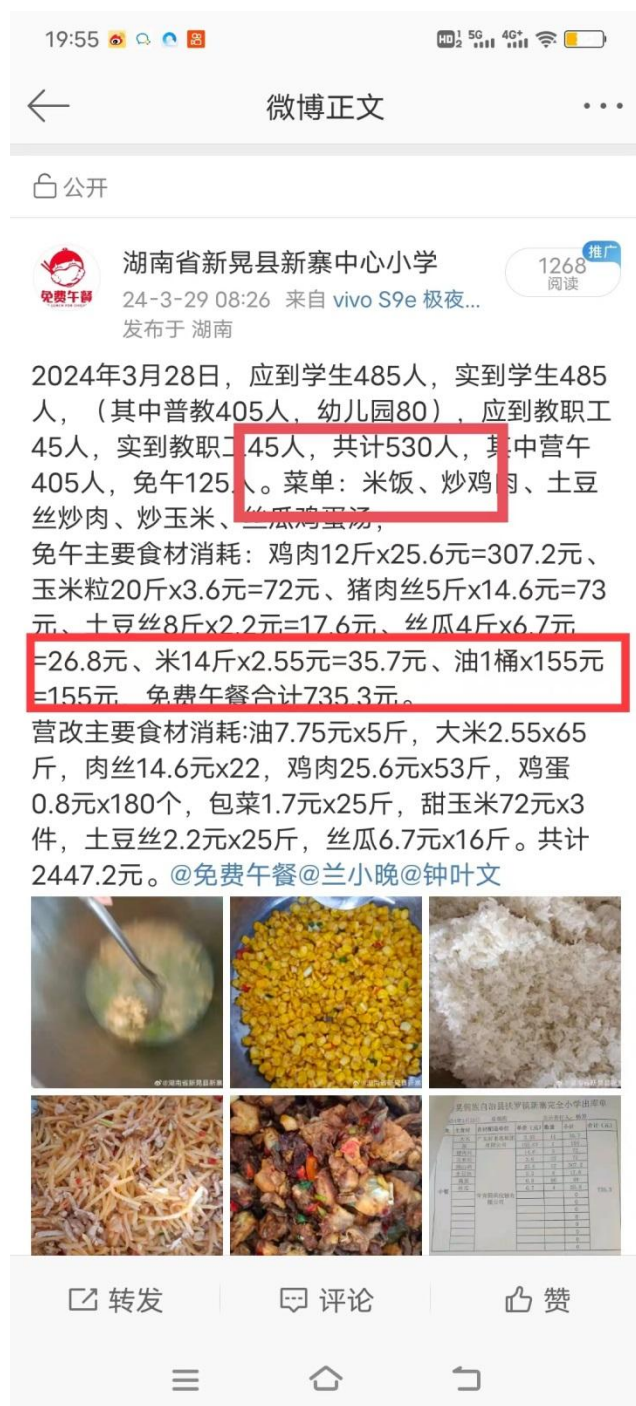 19:55
HD 1 2 5G 4G+
微博正文
公开
湖南省新晃县新寨中心小学
推广
1268
阅读
免费午餐
24-3-29 08:26 来自 vivo S9e 极夜...
发布于 湖南
2024年3月28日，应到学生485人，实到学生485
人，（其中普教405人，幼儿园80），应到教职工
45人，实到教职工45人，共计530人，其中营午
405人，免午125人。菜单：米饭、炒鸡肉、土豆
丝炒肉、炒玉米、丝瓜鸡蛋汤，
免午主要食材消耗：鸡肉12斤x25.6元=307.2元、
玉米粒20斤x3.6元=72元、猪肉丝5斤x14.6元=73
元、土豆丝8斤x2.2元=17.6元、丝瓜4斤x6.7元
=26.8元、米14斤x2.55元=35.7元、油1桶x155元
=155元，免费午餐合计735.3元。
营改主要食材消耗:油7.75元x5斤，大米2.55x65
斤，肉丝14.6元x22，鸡肉25.6元x53斤，鸡蛋
0.8元x180个，包菜1.7元x25斤，甜玉米72元x3
件，土豆丝2.2元x25斤，丝瓜6.7元x16斤。共计
2447.2元。@免费午餐@兰小晚@钟叶文
转发
评论
赞